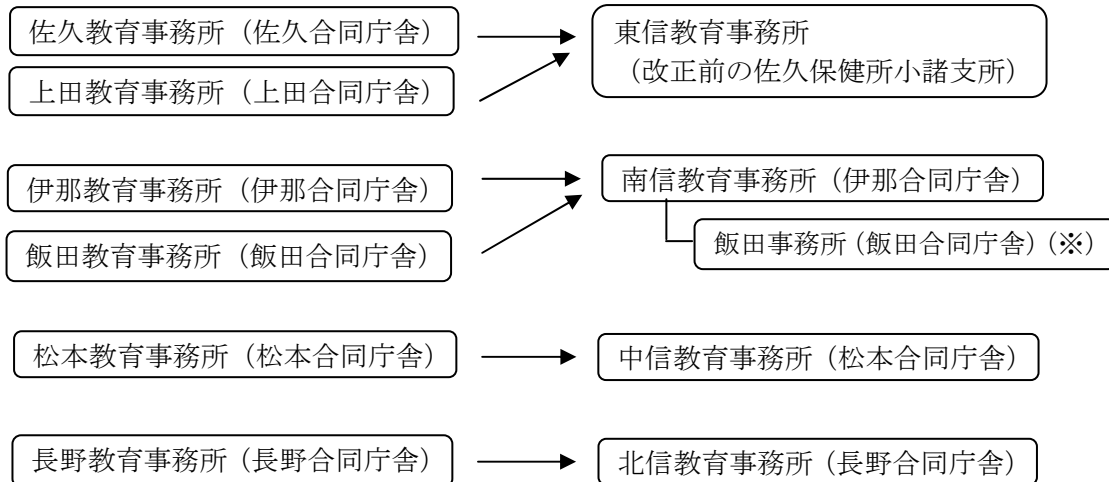 佐久教育事務所（佐久合同庁舎）
上田教育事務所（上田合同庁舎）
東信教育事務所
（改正前の佐久保健所小諸支所）
伊那教育事務所（伊那合同庁舎）
飯田教育事務所（飯田合同庁舎）
南信教育事務所（伊那合同庁舎）
飯田事務所（飯田合同庁舎）（※）
松本教育事務所（松本合同庁舎）
中信教育事務所（松本合同庁舎）
長野教育事務所（長野合同庁舎）
北信教育事務所（長野合同庁舎）